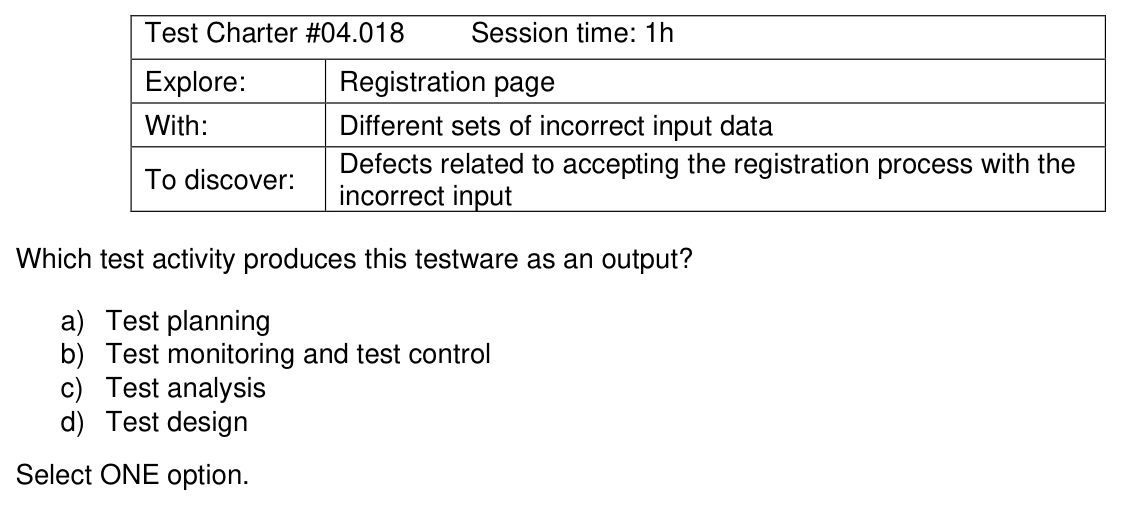 Test Charter #04.018 Session time: 1h
Explore: Registration page
With: Different sets of incorrect input data
To discover: Defects related to accepting the registration process with the
incorrect input
Which test activity produces this testware as an output?
a) Test planning
b) Test monitoring and test control
c) Test analysis
d) Test design
Select ONE option.